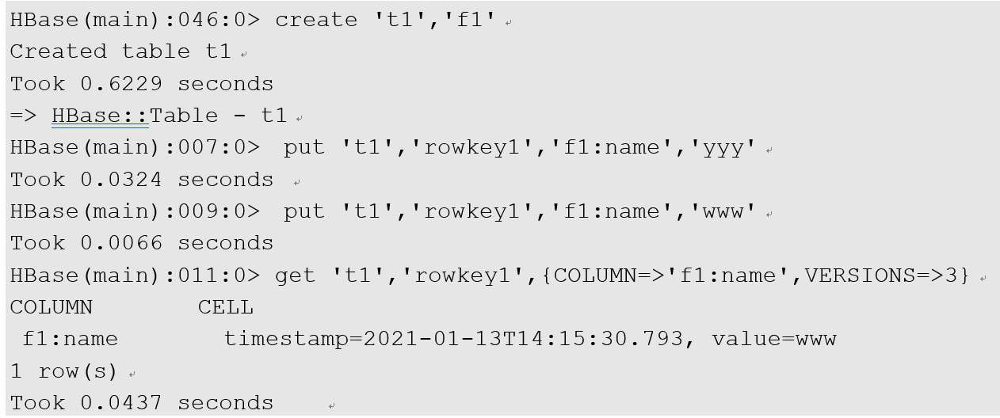 HBase(main):046:0> create 't1','f1'
Created table t1
Took 0.6229 seconds
=> HBase::Table - t1
HBase(main):007:0> put 't1','rowkey1','f1:name','yyy'
Took 0.0324 seconds
HBase(main):009:0> put 't1','rowkey1','f1:name','www'
Took 0.0066 seconds
HBase(main):011:0> get 't1','rowkey1',{COLUMN=>'f1:name',VERSIONS=>3}
COLUMN CELL
f1:name timestamp=2021-01-13T14:15:30.793, value=www
1 row(s)
Took 0.0437 seconds